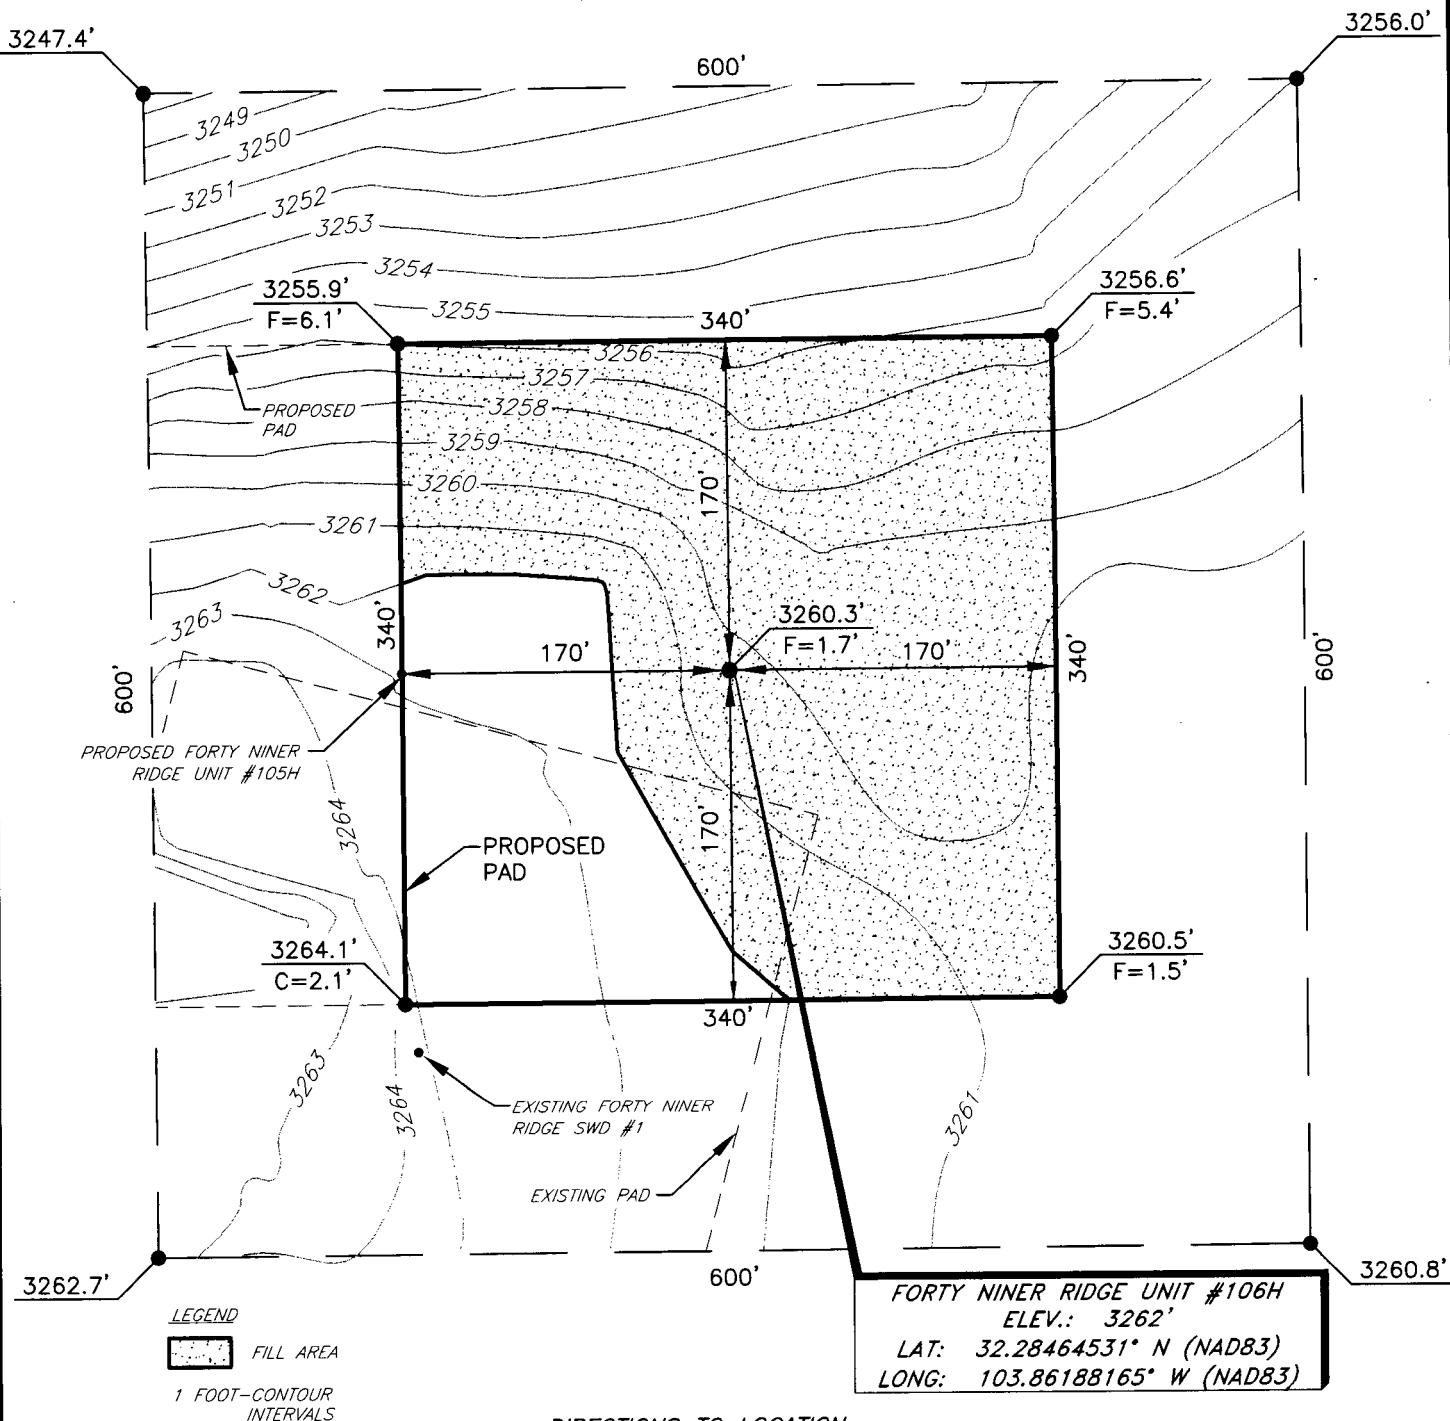 3247.4'
3256.0'
600'
3249
3250
3251
3252
3253
3254
3255
3255.9'
F=6.1'
3256.6'
F=5.4'
340'
3256
3257
3258
3259
3260
3261
3262
3263
PROPOSED
PAD
170'
340'
3260.3'
F=1.7'
170'
170'
340'
600'
600'
PROPOSED FORTY NINER
RIDGE UNIT #105H
3264
170'
PROPOSED
PAD
3264.1'
C=2.1'
3260.5'
F=1.5'
340'
3263
3264
EXISTING FORTY NINER
RIDGE SWD #1
3261
EXISTING PAD
3262.7'
600'
3260.8'
LEGEND
FILL AREA
1 FOOT-CONTOUR
INTERVALS
FORTY NINER RIDGE UNIT #106H
ELEV.: 3262'
LAT: 32.28464531° N (NAD83)
LONG: 103.86188165° W (NAD83)
DIRECTIONS TO LOCATION